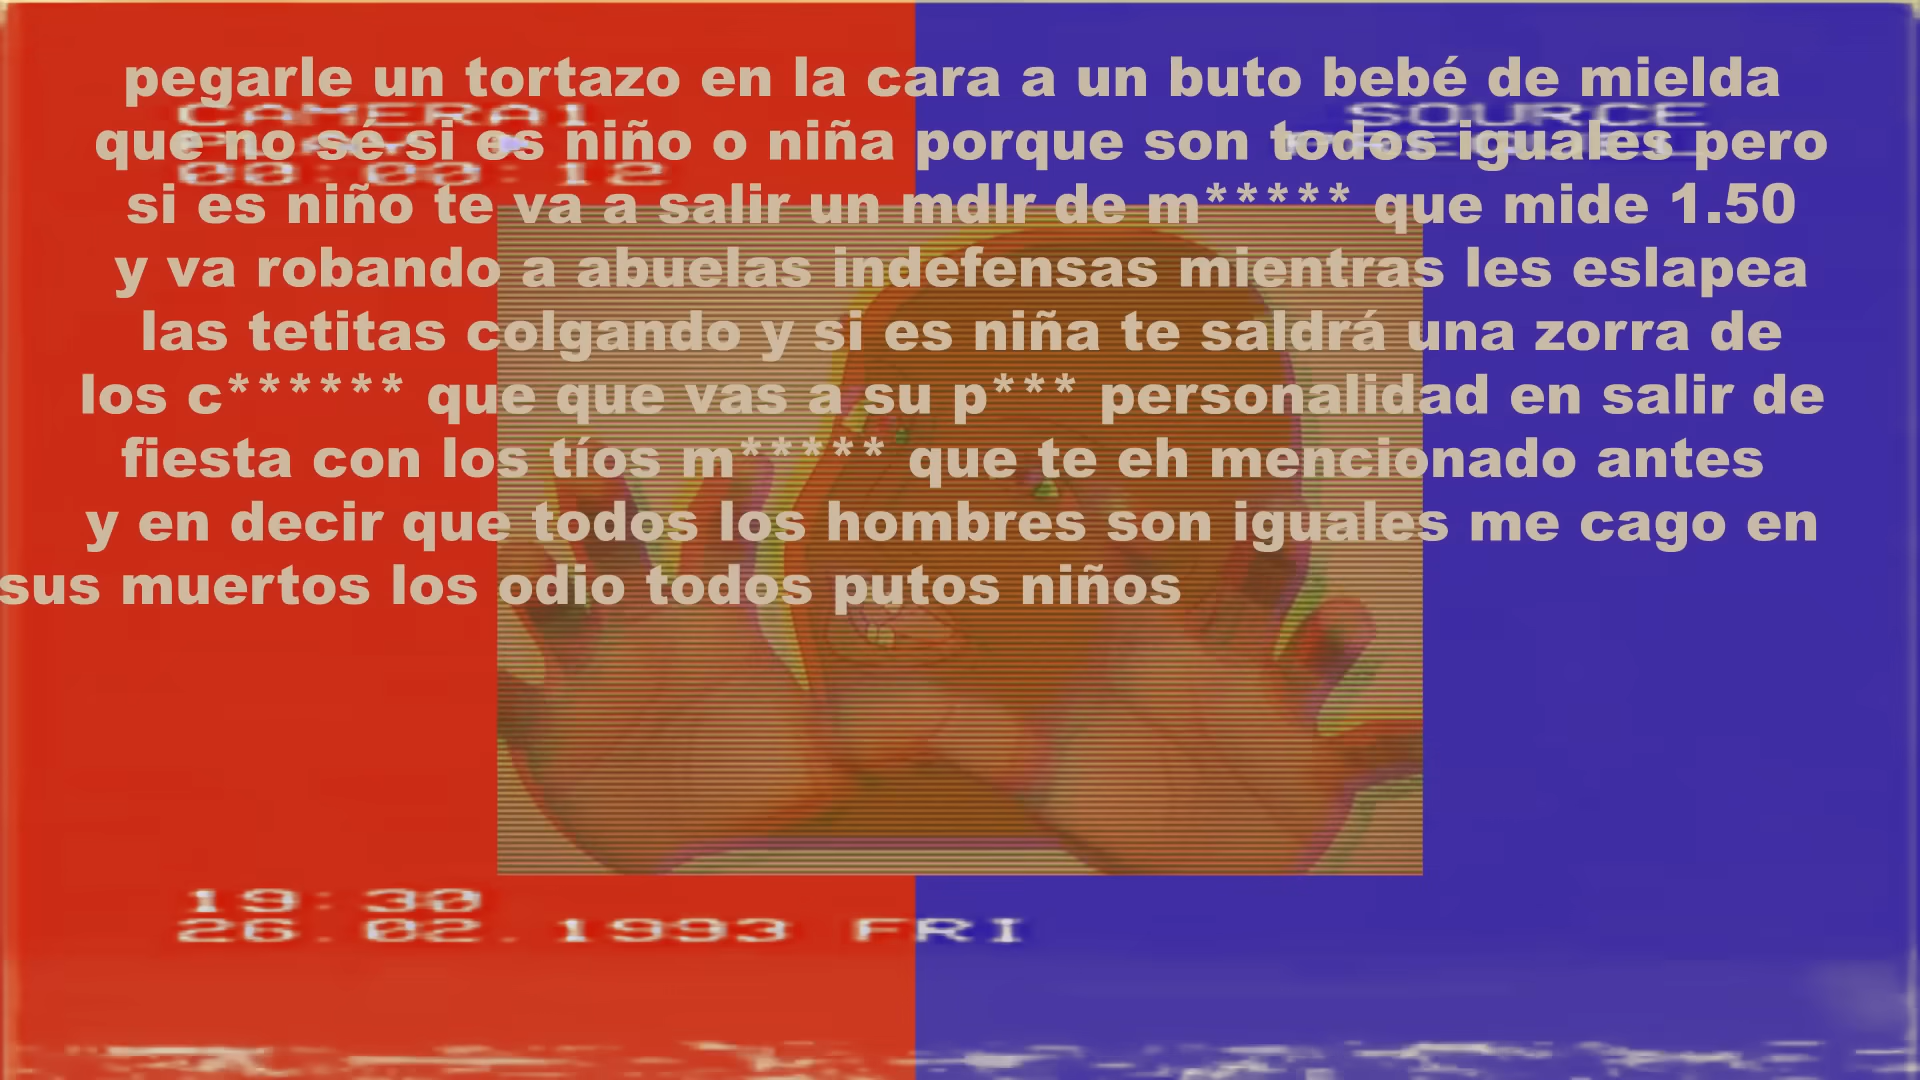 pegarle un tortazo en la cara a un buto bebé de mielda
CAMERA1
SOURCE
que no sé si es niño o niña porque son todos iguales pero
00:00:12
si es niño te va a salir un mdlr de m***** que mide 1.50
y va robando a abuelas indefensas mientras les eslapea
las tetitas colgando y si es niña te saldrá una zorra de
los c****** que que vas a su p*** personalidad en salir de
fiesta con los tíos m***** que te eh mencionado antes
y en decir que todos los hombres son iguales me cago en
sus muertos los odio todos putos niños
19:30
26.02.1993 FRI